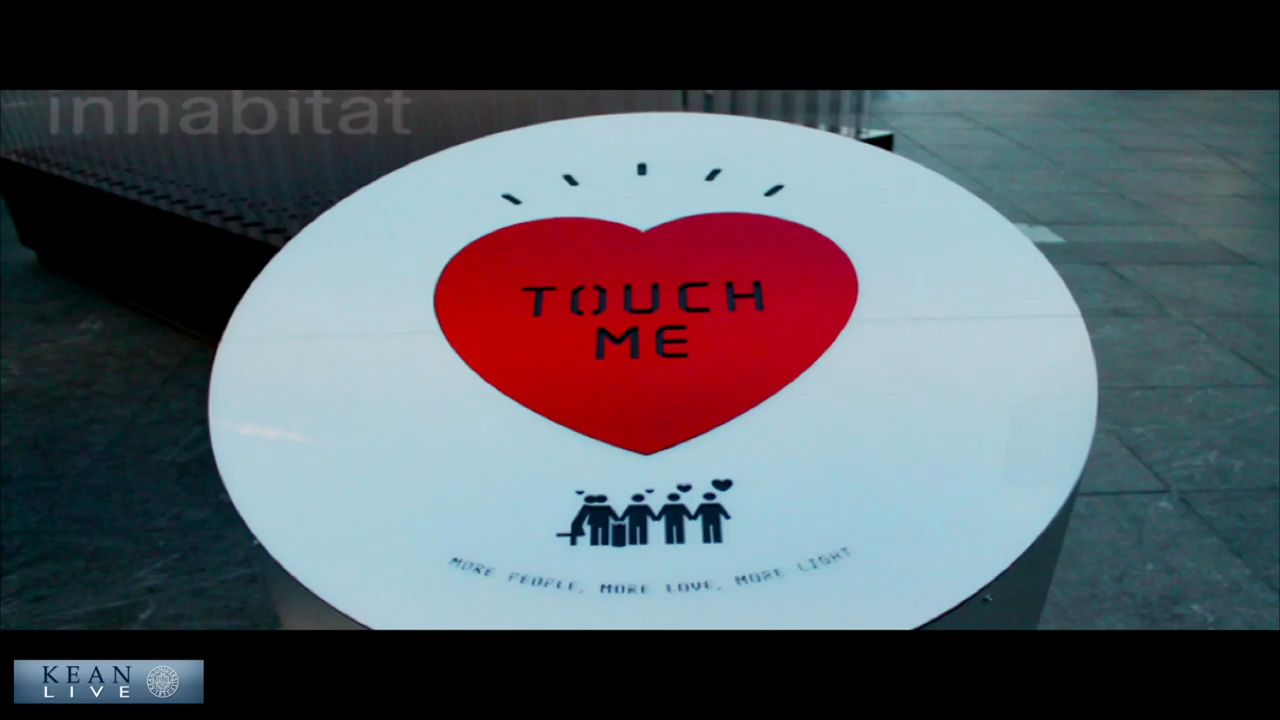 inhabitat
TOUCH
ME
MORE PEOPLE, MORE LOVE, MORE LIGHT
KEAN
LIVE